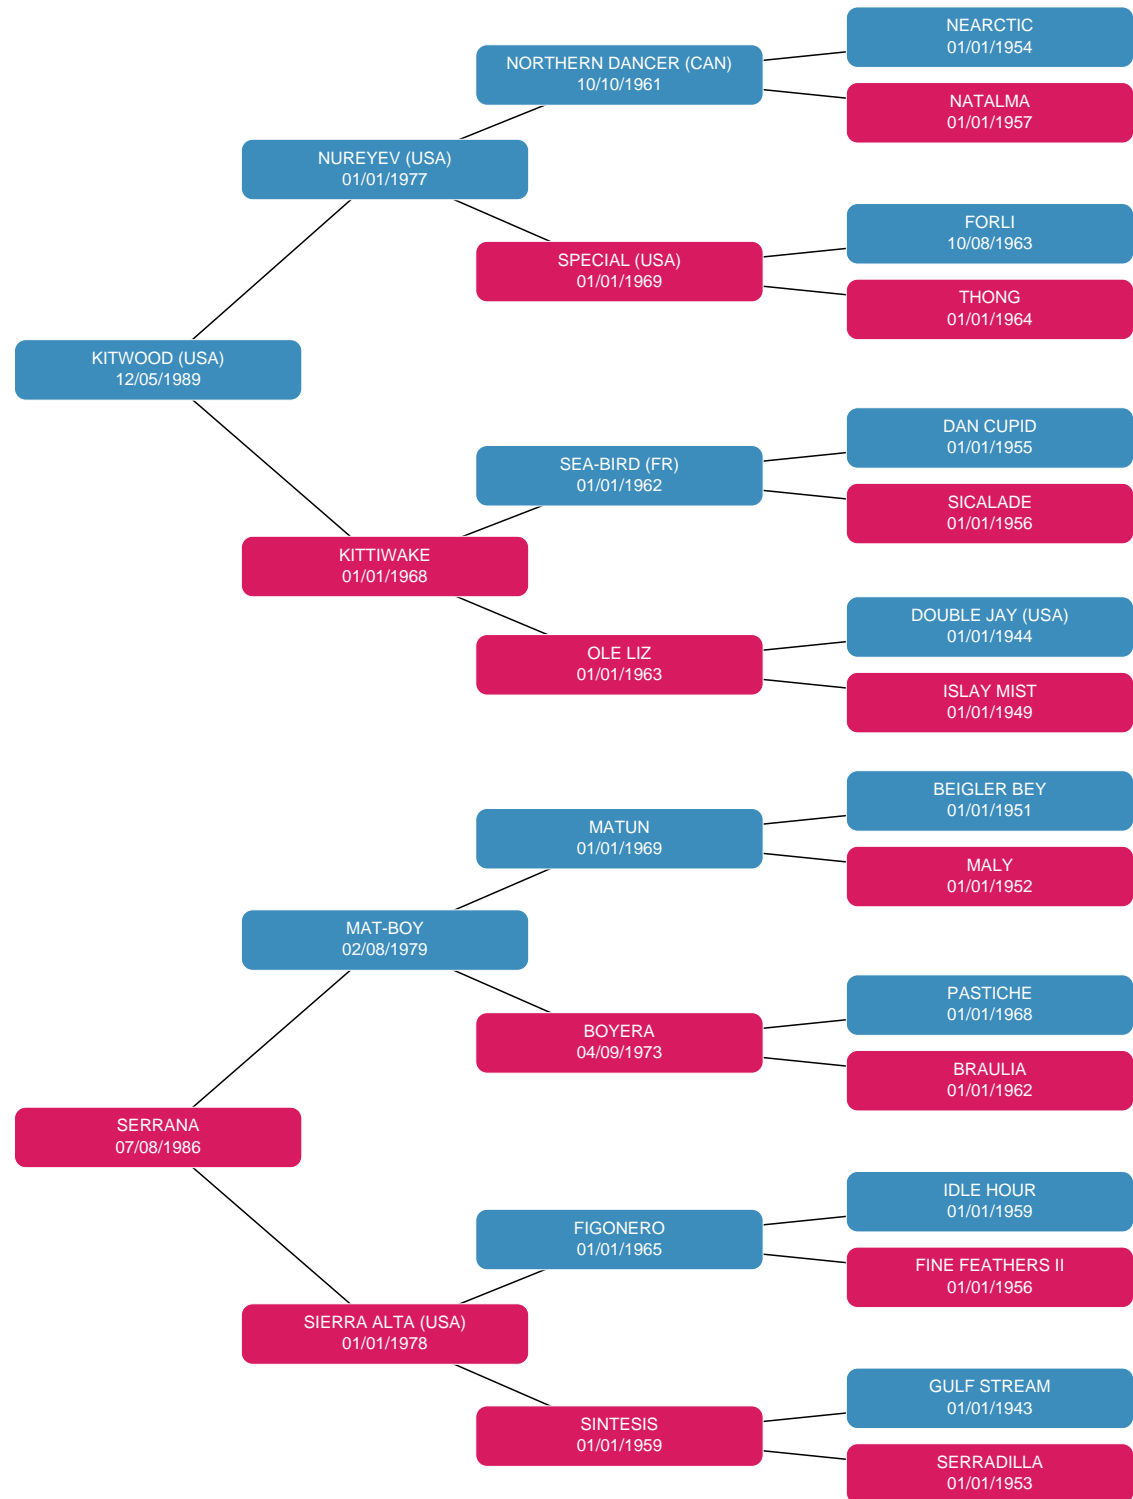 NEARCTIC
01/01/1954
NORTHERN DANCER (CAN)
10/10/1961
NATALMA
01/01/1957
NUREYEV (USA)
01/01/1977
FORLI
10/08/1963
SPECIAL (USA)
01/01/1969
THONG
01/01/1964
KITWOOD (USA)
12/05/1989
DAN CUPID
01/01/1955
SEA-BIRD (FR)
01/01/1962
SICALADE
01/01/1956
KITTIWAKE
01/01/1968
DOUBLE JAY (USA)
01/01/1944
OLE LIZ
01/01/1963
ISLAY MIST
01/01/1949
BEIGLER BEY
01/01/1951
MATUN
01/01/1969
MALY
01/01/1952
MAT-BOY
02/08/1979
PASTICHE
01/01/1968
BOYERA
04/09/1973
BRAULIA
01/01/1962
SERRANA
07/08/1986
IDLE HOUR
01/01/1959
FIGONERO
01/01/1965
FINE FEATHERS II
01/01/1956
SIERRA ALTA (USA)
01/01/1978
GULF STREAM
01/01/1943
SINTESIS
01/01/1959
SERRADILLA
01/01/1953